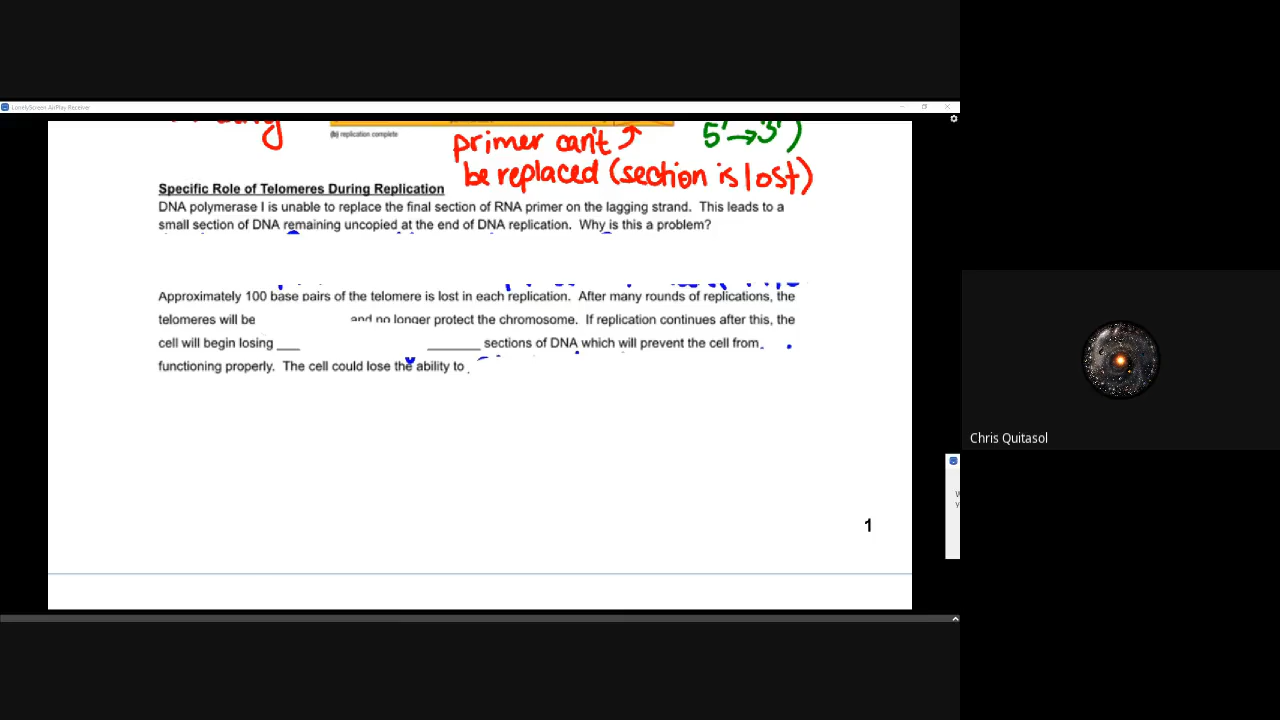 LonelyScreen AirPlay Receiver
(b) replication complete
5' → 3')
primer can't
be replaced (section is lost)
Specific Role of Telomeres During Replication
DNA polymerase I is unable to replace the final section of RNA primer on the lagging strand. This leads to a
small section of DNA remaining uncopied at the end of DNA replication. Why is this a problem?
Approximately 100 base pairs of the telomere is lost in each replication. After many rounds of replications, the
telomeres will be and no longer protect the chromosome. If replication continues after this, the
cell will begin losing ___ _______ sections of DNA which will prevent the cell from
functioning properly. The cell could lose the ability to
Chris Quitasol
1